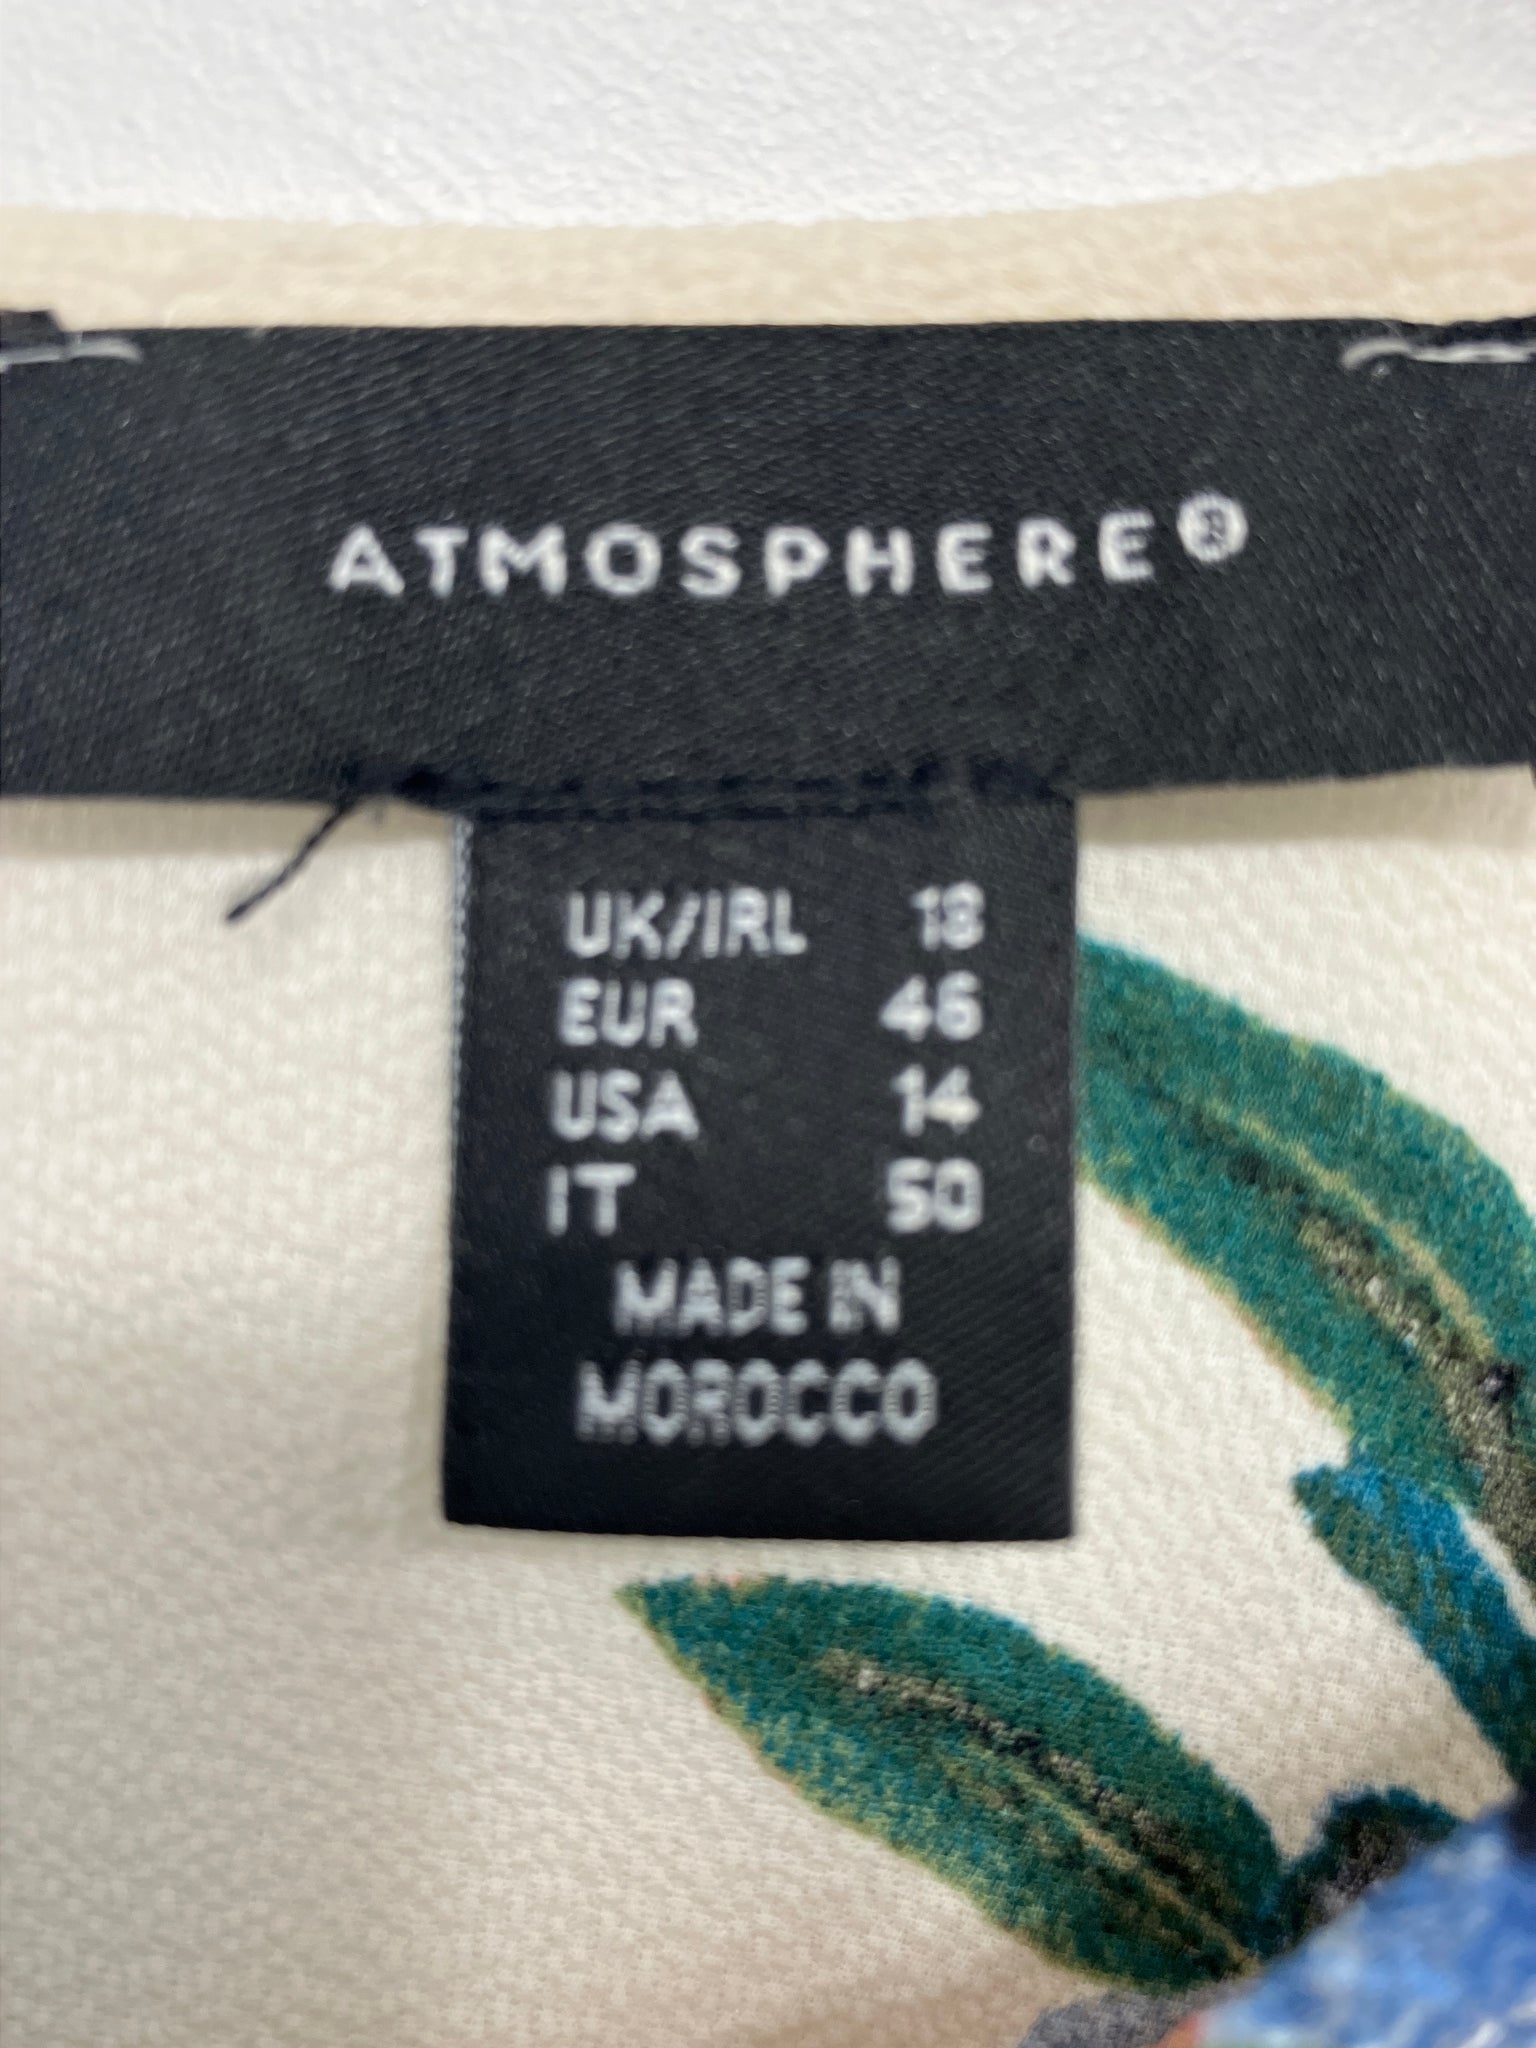 ATMOSPHERE®
UK/IRL 18
EUR 46
USA 14
IT 50
MADE IN
MOROCCO